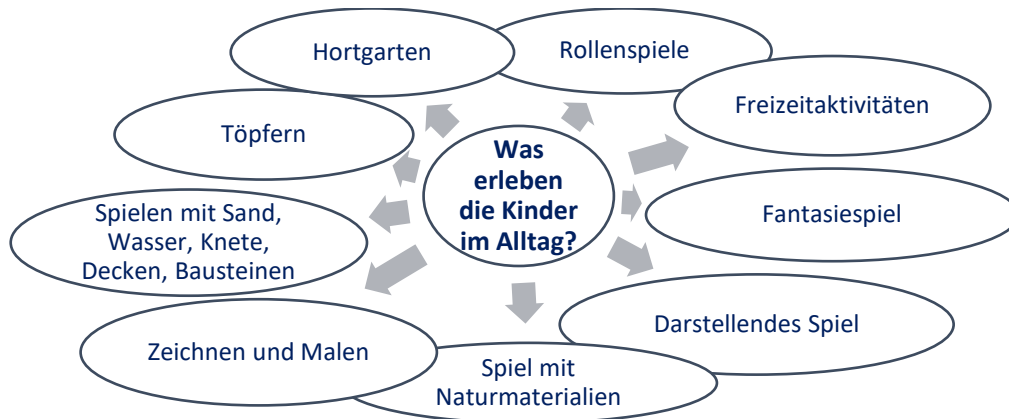 Hortgarten
Rollenspiele
Freizeitaktivitäten
Töpfern
Was
erleben
die Kinder
im Alltag?
Spielen mit Sand,
Wasser, Knete,
Decken, Bausteinen
Fantasiespiel
Darstellendes Spiel
Zeichnen und Malen
Spiel mit
Naturmaterialien